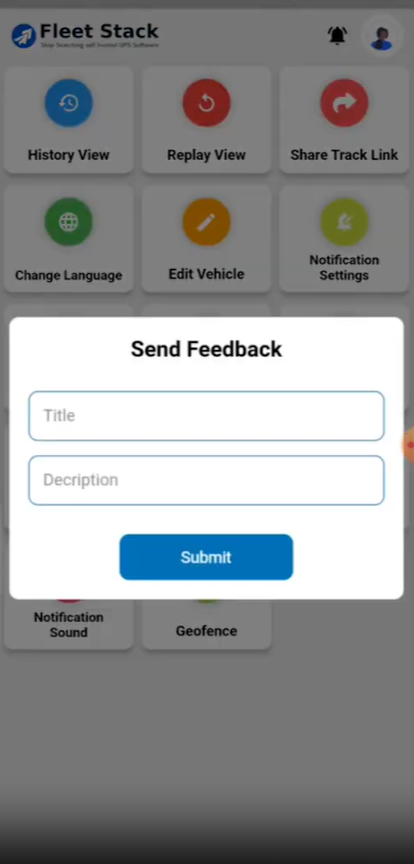 Fleet Stack
Stop Searching self hosted GPS Software
History View
Replay View
Share Track Link
Change Language
Edit Vehicle
Notification
Settings
Send Feedback
Title
Decription
Submit
Notification
Sound
Geofence